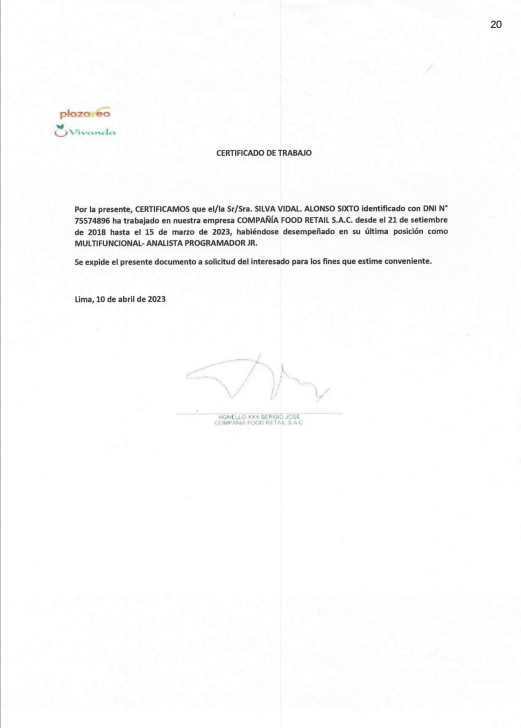 20
plazavea
Vivanda
CERTIFICADO DE TRABAJO
Por la presente, CERTIFICAMOS que el/la Sr/Sra. SILVA VIDAL. ALONSO SIXTO identificado con DNI N°
75574896 ha trabajado en nuestra empresa COMPAÑÍA FOOD RETAIL S.A.C. desde el 21 de setiembre
de 2018 hasta el 15 de marzo de 2023, habiéndose desempeñado en su última posición como
MULTIFUNCIONAL- ANALISTA PROGRAMADOR JR.
Se expide el presente documento a solicitud del interesado para los fines que estime conveniente.
Lima, 10 de abril de 2023
AGNELLO XXX SERGIO JOSE
COMPAÑIA FOOD RETAIL S.A.C